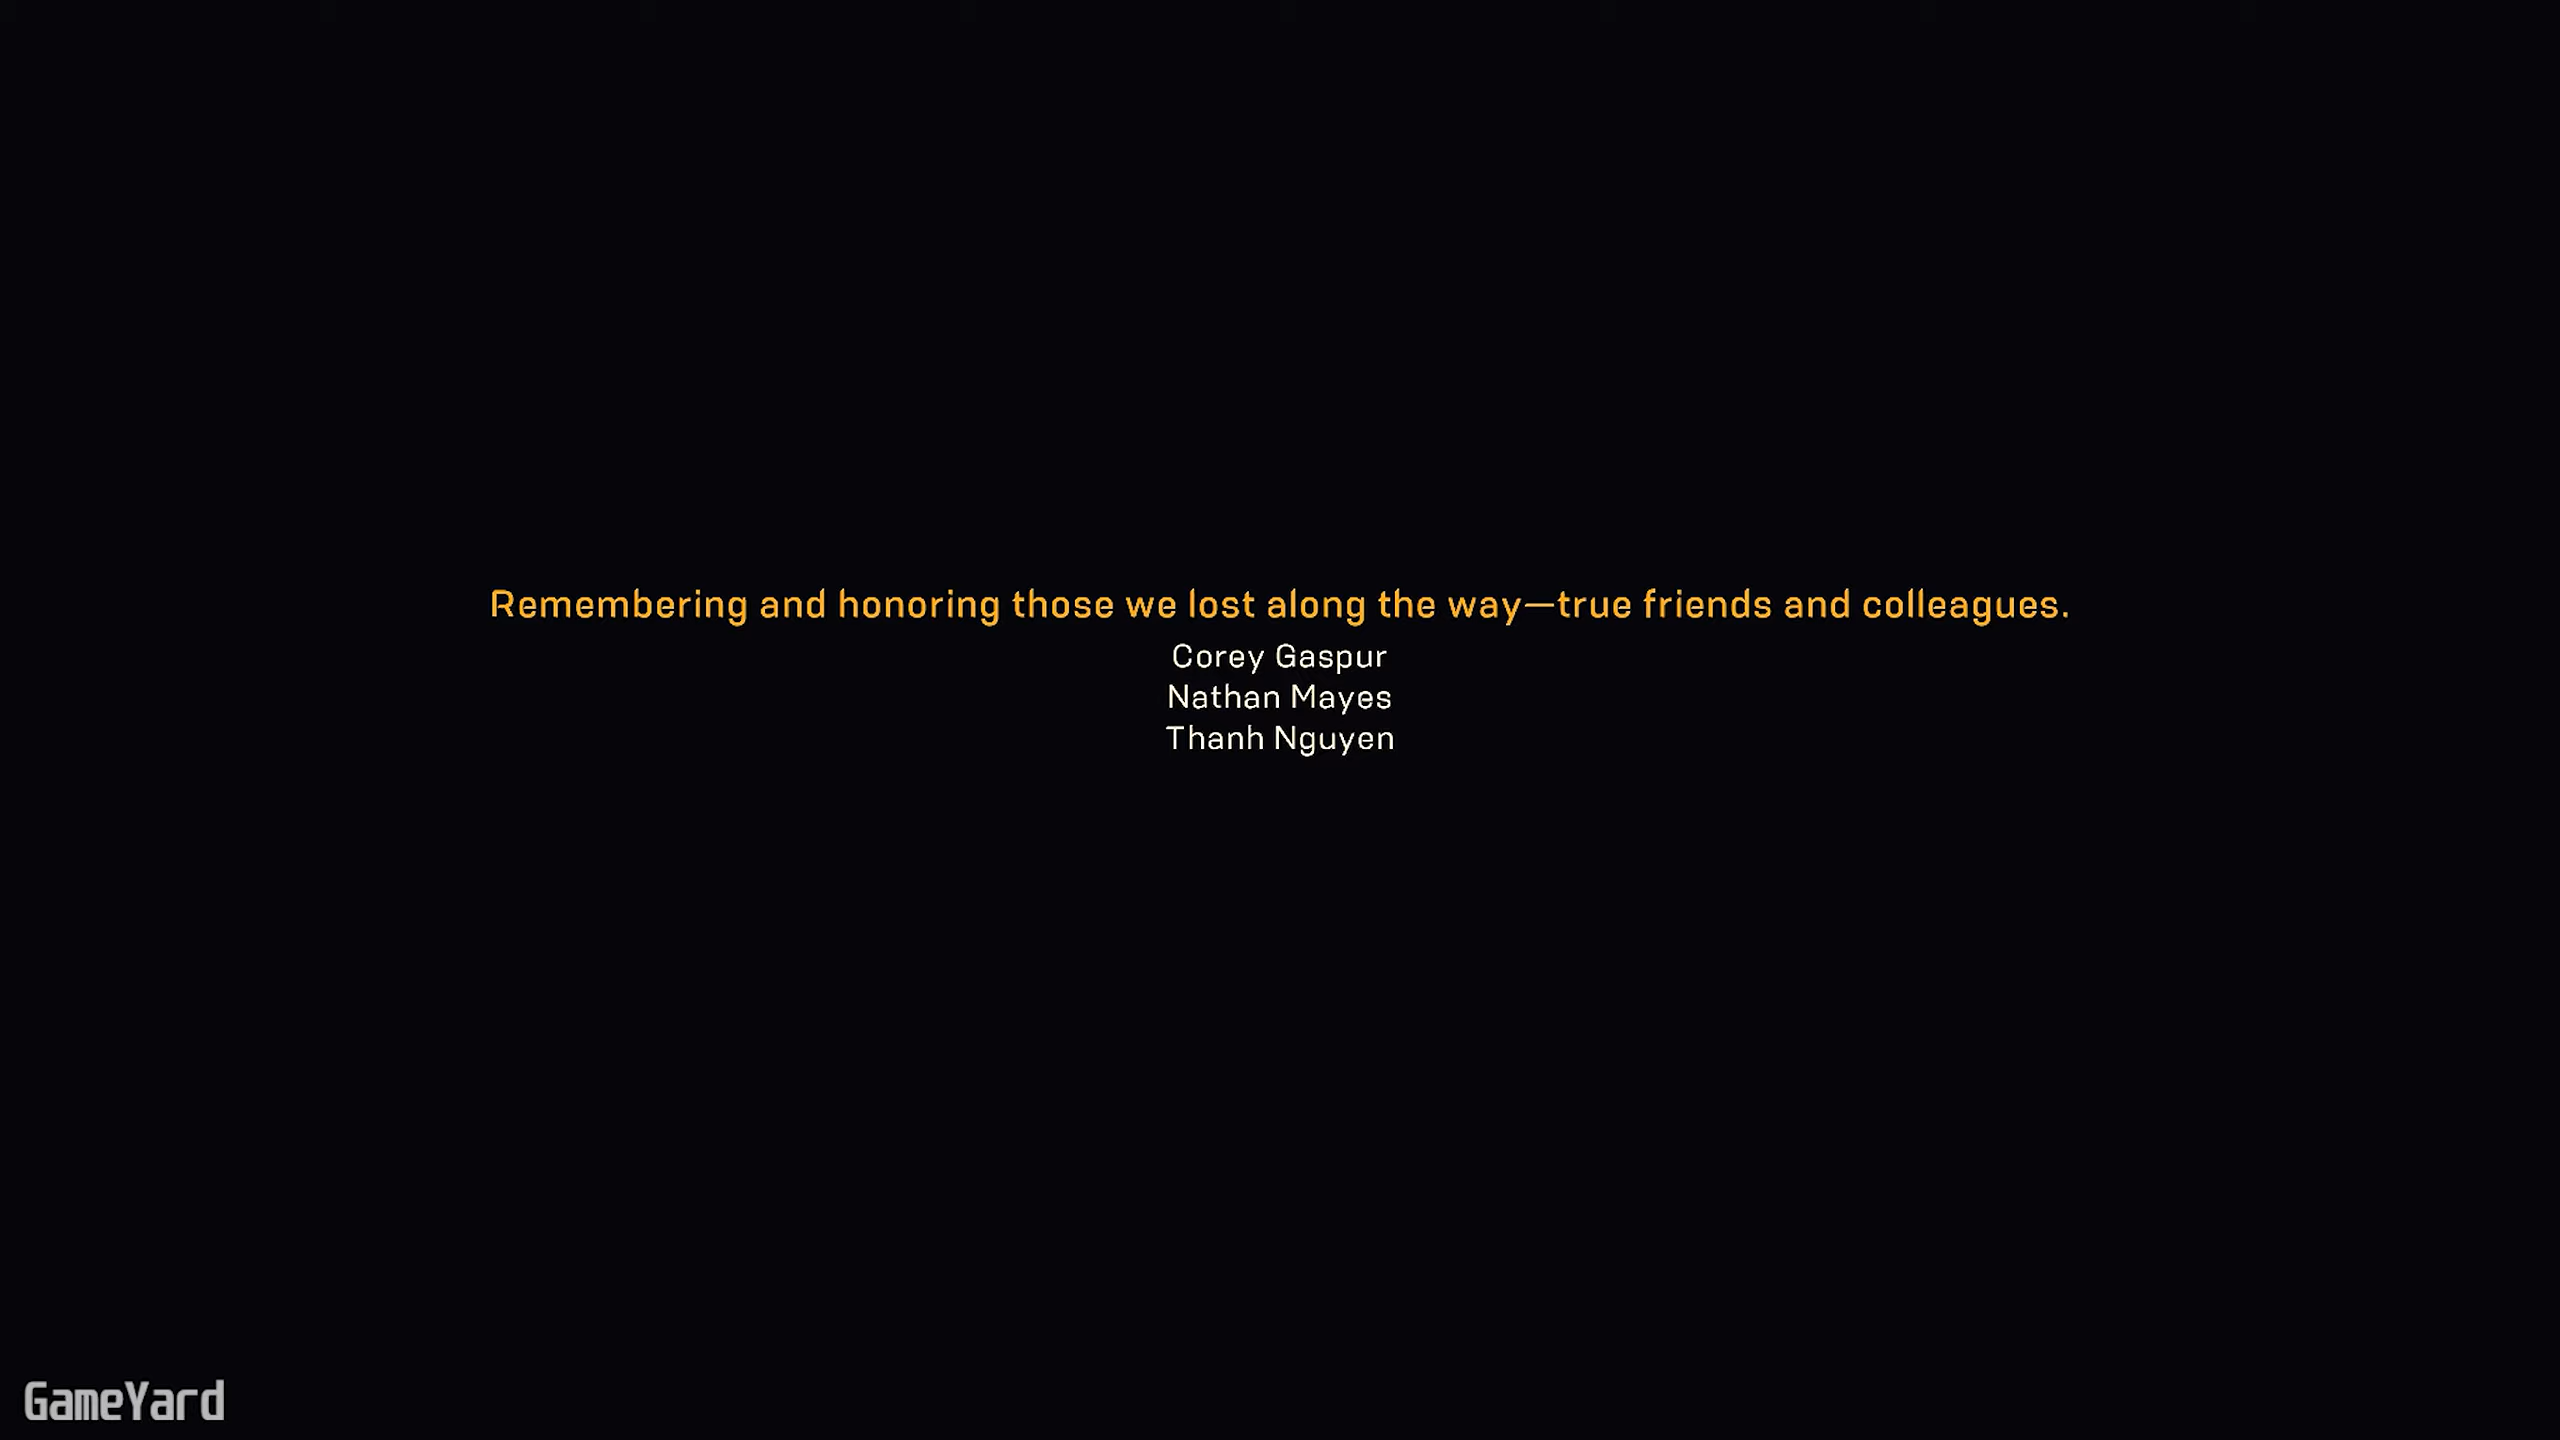 Remembering and honoring those we lost along the way—true friends and colleagues.
Corey Gaspur
Nathan Mayes
Thanh Nguyen
GameYard